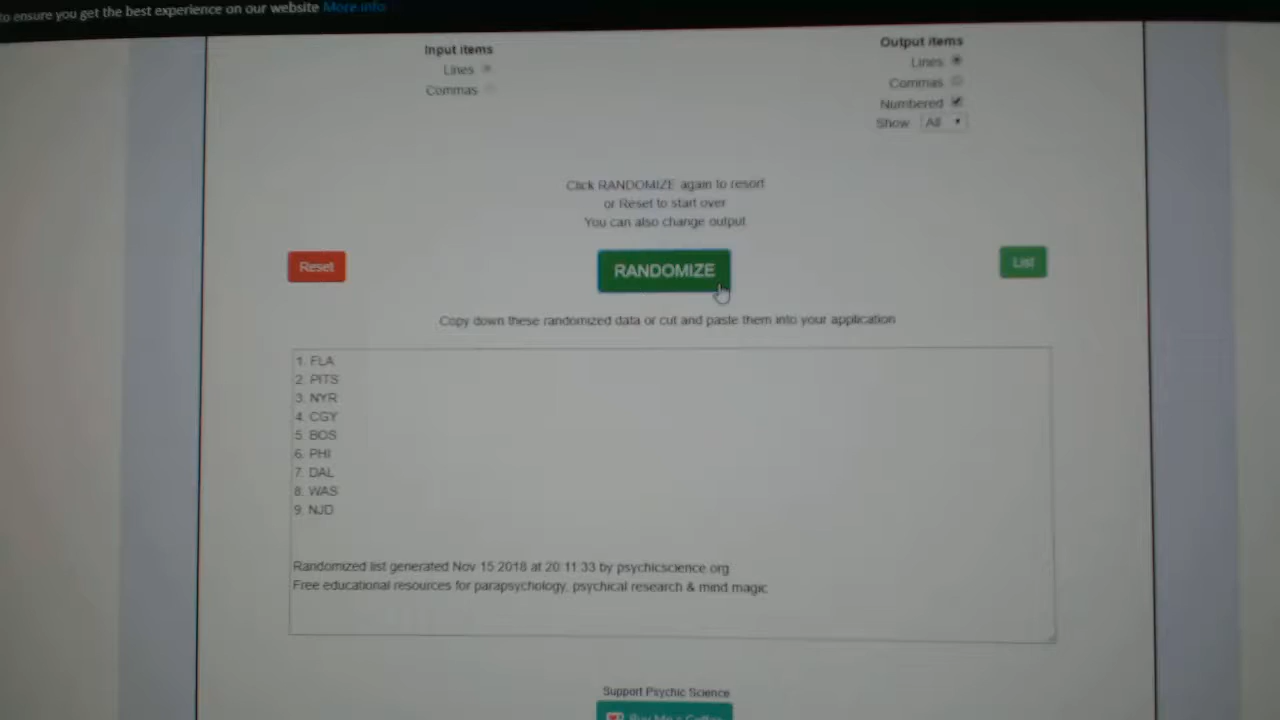 to ensure you get the best experience on our website More info
Input items
Lines
Commas
Output items
Lines
Commas
Numbered
Show All
Click RANDOMIZE again to resort
or Reset to start over
You can also change output
Reset
RANDOMIZE
List
Copy down these randomized data or cut and paste them into your application
1. FLA
2. PITS
3. NYR
4. CGY
5. BOS
6. PHI
7. DAL
8. WAS
9. NJD
Randomized list generated Nov 15 2018 at 20:11:33 by psychicscience.org
Free educational resources for parapsychology, psychical research & mind magic
Support Psychic Science
Buy Me a Coffee